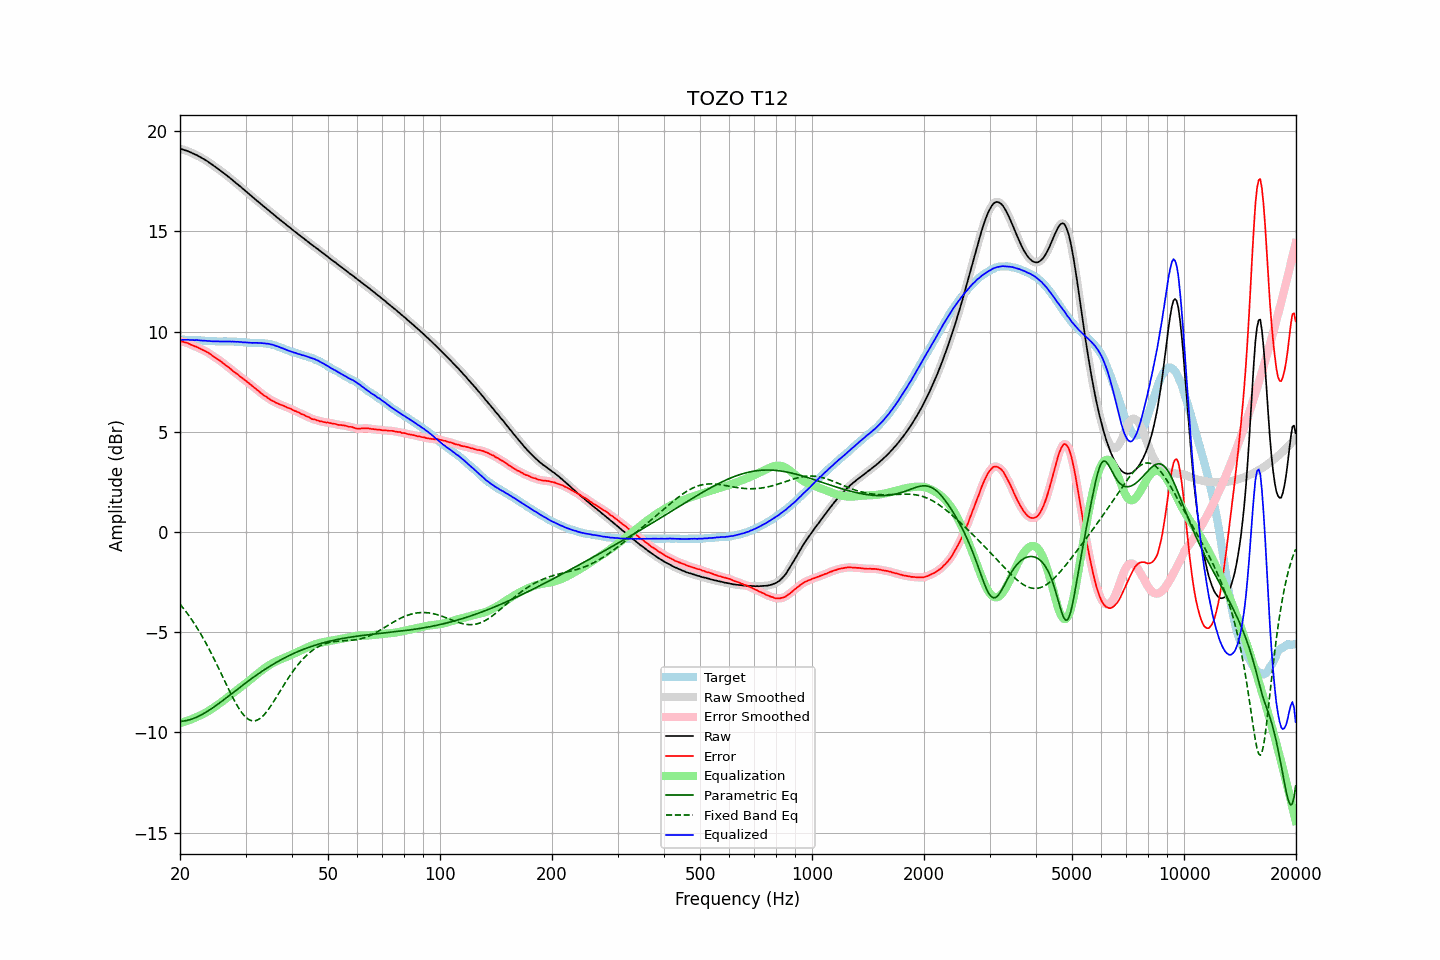 TOZO T12
Amplitude (dBr)
20
15
10
5
0
−5
−10
−15
Target
Raw Smoothed
Error Smoothed
Raw
Error
Equalization
Parametric Eq
Fixed Band Eq
Equalized
20 50 100 200 500 1000 2000 5000 10000 20000
Frequency (Hz)